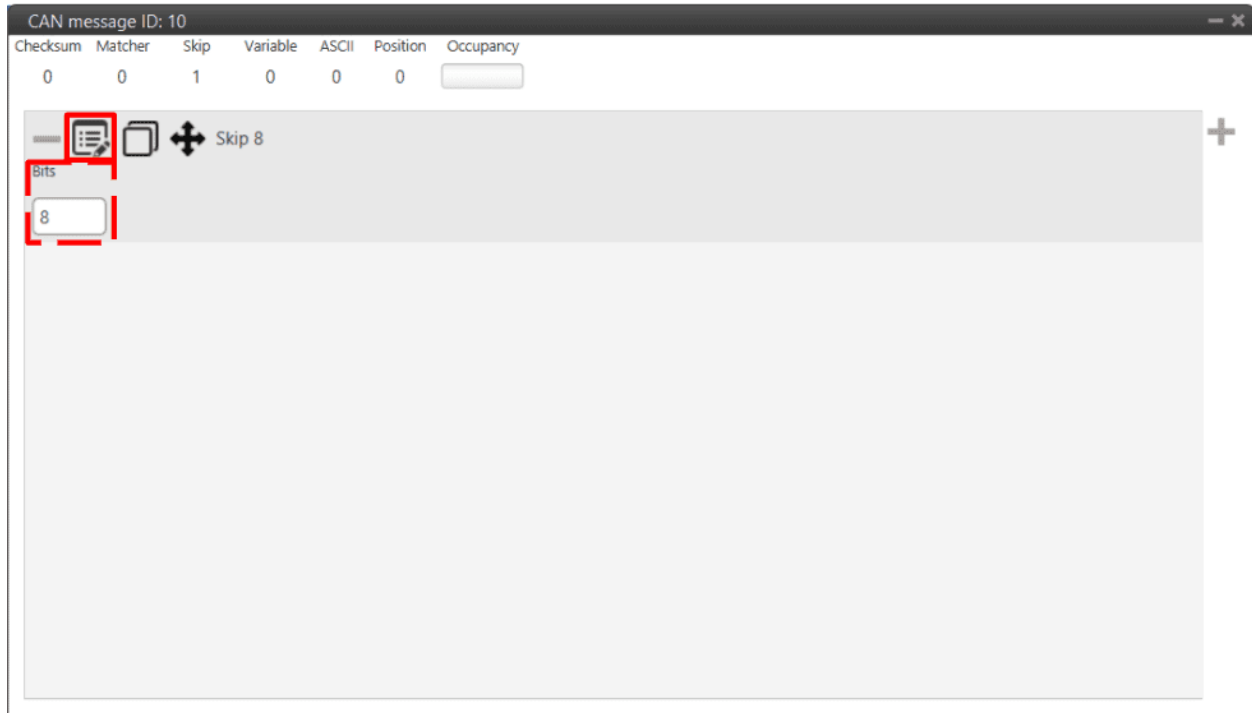 CAN message ID: 10
Checksum Matcher Skip Variable ASCII Position Occupancy
0 0 1 0 0 0
Skip 8
Bits
8